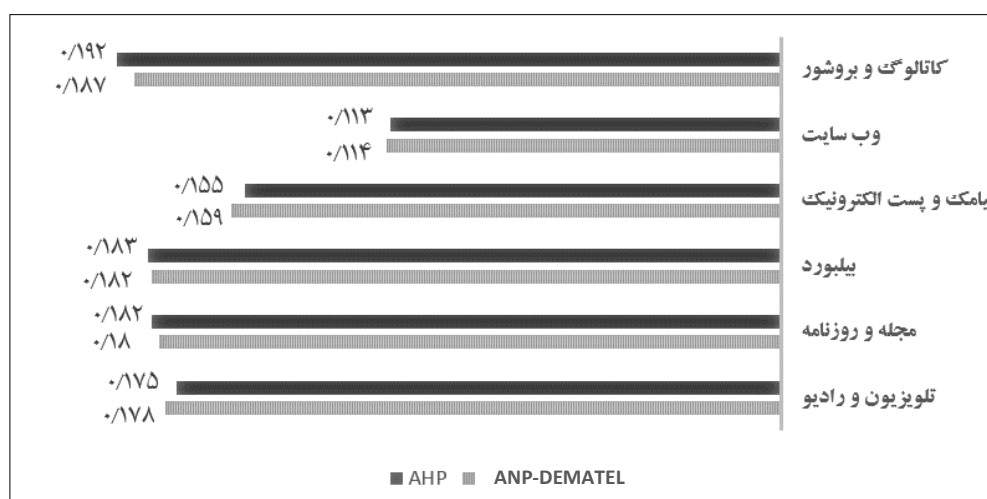 کاتالوگ و بروشور
۰/۱۹۲
۰/۱۸۷
وب سایت
۰/۱۱۳
۰/۱۱۴
یامک و پست الکترونیک
۰/۱۵۵
۰/۱۵۹
بیلبورد
۰/۱۸۳
۰/۱۸۲
مجله و روزنامه
۰/۱۸۲
۰/۱۸
تلویزیون و رادیو
۰/۱۷۵
۰/۱۷۸
AHP ANP-DEMATEL